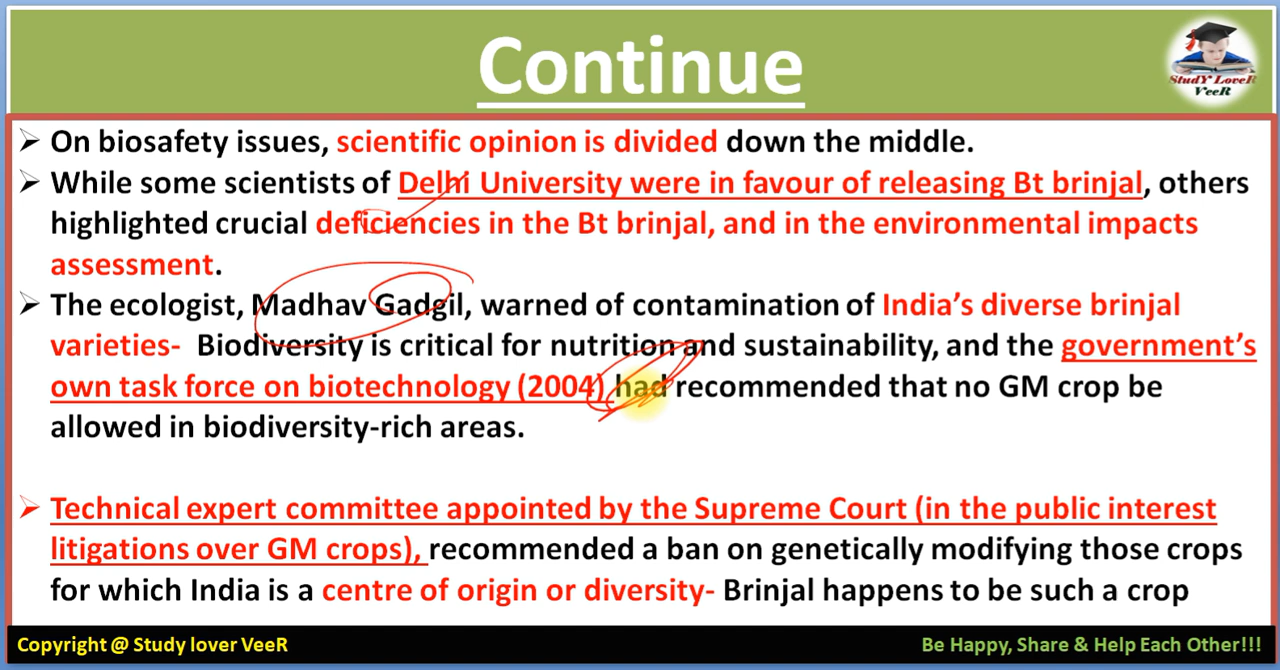 Continue
StudY LoveR
VeeR
➢ On biosafety issues, scientific opinion is divided down the middle.
➢ While some scientists of Delhi University were in favour of releasing Bt brinjal, others
highlighted crucial deficiencies in the Bt brinjal, and in the environmental impacts
assessment.
➢ The ecologist, Madhav Gadgil, warned of contamination of India’s diverse brinjal
varieties- Biodiversity is critical for nutrition and sustainability, and the government’s
own task force on biotechnology (2004) had recommended that no GM crop be
allowed in biodiversity-rich areas.
➢ Technical expert committee appointed by the Supreme Court (in the public interest
litigations over GM crops), recommended a ban on genetically modifying those crops
for which India is a centre of origin or diversity- Brinjal happens to be such a crop
Copyright @ Study lover VeeR
Be Happy, Share & Help Each Other!!!